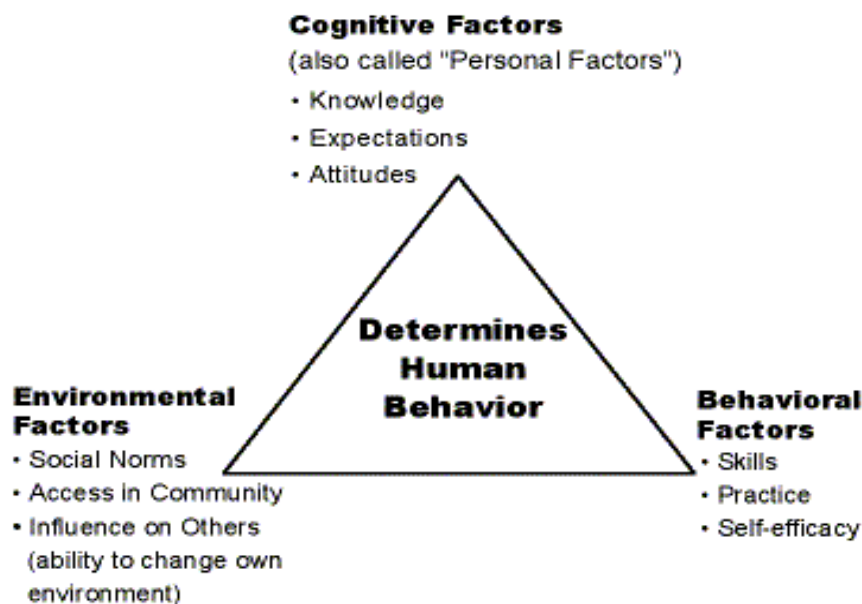 Cognitive Factors
(also called "Personal Factors")
• Knowledge
• Expectations
• Attitudes
Determines
Human
Behavior
Environmental
Factors
• Social Norms
• Access in Community
• Influence on Others
(ability to change own
environment)
Behavioral
Factors
• Skills
• Practice
• Self-efficacy